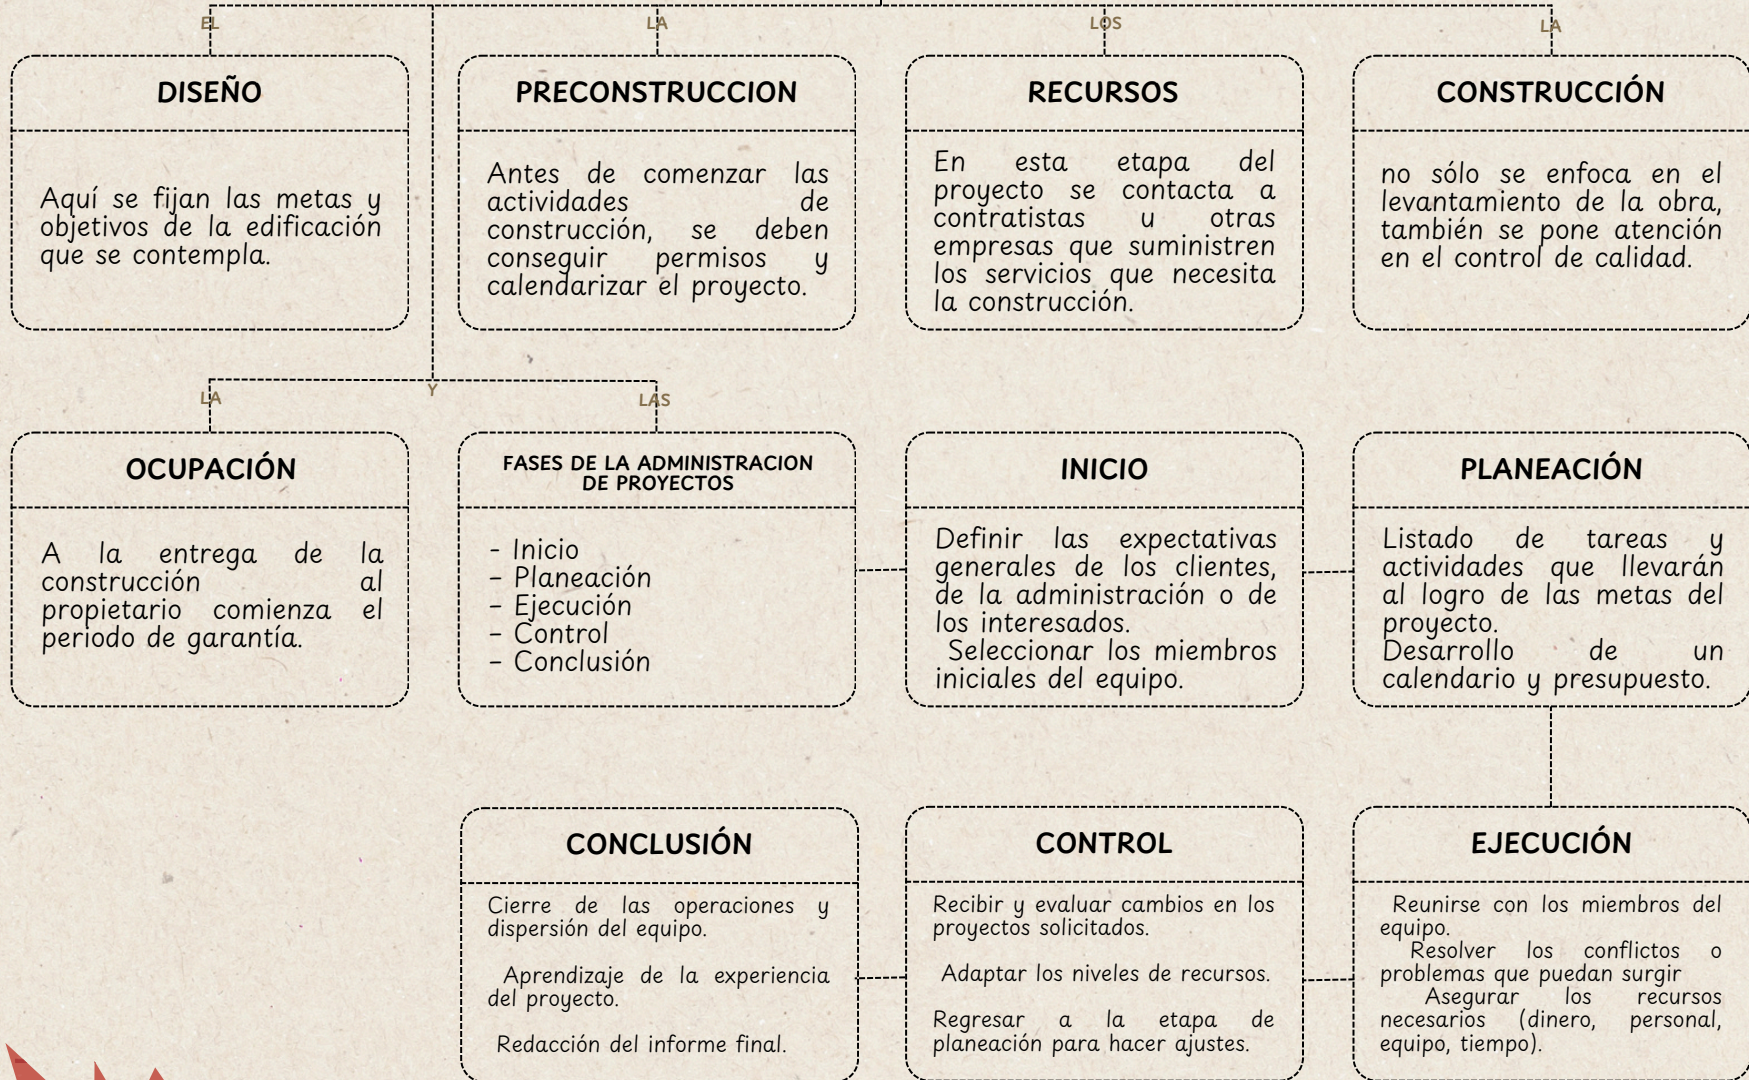 EL
LA
LOS
LA
DISEÑO
Aquí se fijan las metas y
objetivos de la edificación
que se contempla.
PRECONSTRUCCION
Antes de comenzar las
actividades de
construcción, se deben
conseguir permisos y
calendarizar el proyecto.
RECURSOS
En esta etapa del
proyecto se contacta a
contratistas u otras
empresas que suministren
los servicios que necesita
la construcción.
CONSTRUCCIÓN
no sólo se enfoca en el
levantamiento de la obra,
también se pone atención
en el control de calidad.
LA
Y
LAS
OCUPACIÓN
A la entrega de la
construcción al
propietario comienza el
periodo de garantía.
FASES DE LA ADMINISTRACION
DE PROYECTOS
- Inicio
- Planeación
- Ejecución
- Control
- Conclusión
INICIO
Definir las expectativas
generales de los clientes,
de la administración o de
los interesados.
Seleccionar los miembros
iniciales del equipo.
PLANEACIÓN
Listado de tareas y
actividades que llevarán
al logro de las metas del
proyecto.
Desarrollo de un
calendario y presupuesto.
CONCLUSIÓN
Cierre de las operaciones y
dispersión del equipo.
Aprendizaje de la experiencia
del proyecto.
Redacción del informe final.
CONTROL
Recibir y evaluar cambios en los
proyectos solicitados.
Adaptar los niveles de recursos.
Regresar a la etapa de
planeación para hacer ajustes.
EJECUCIÓN
Reunirse con los miembros del
equipo.
Resolver los conflictos o
problemas que puedan surgir
Asegurar los recursos
necesarios (dinero, personal,
equipo, tiempo).